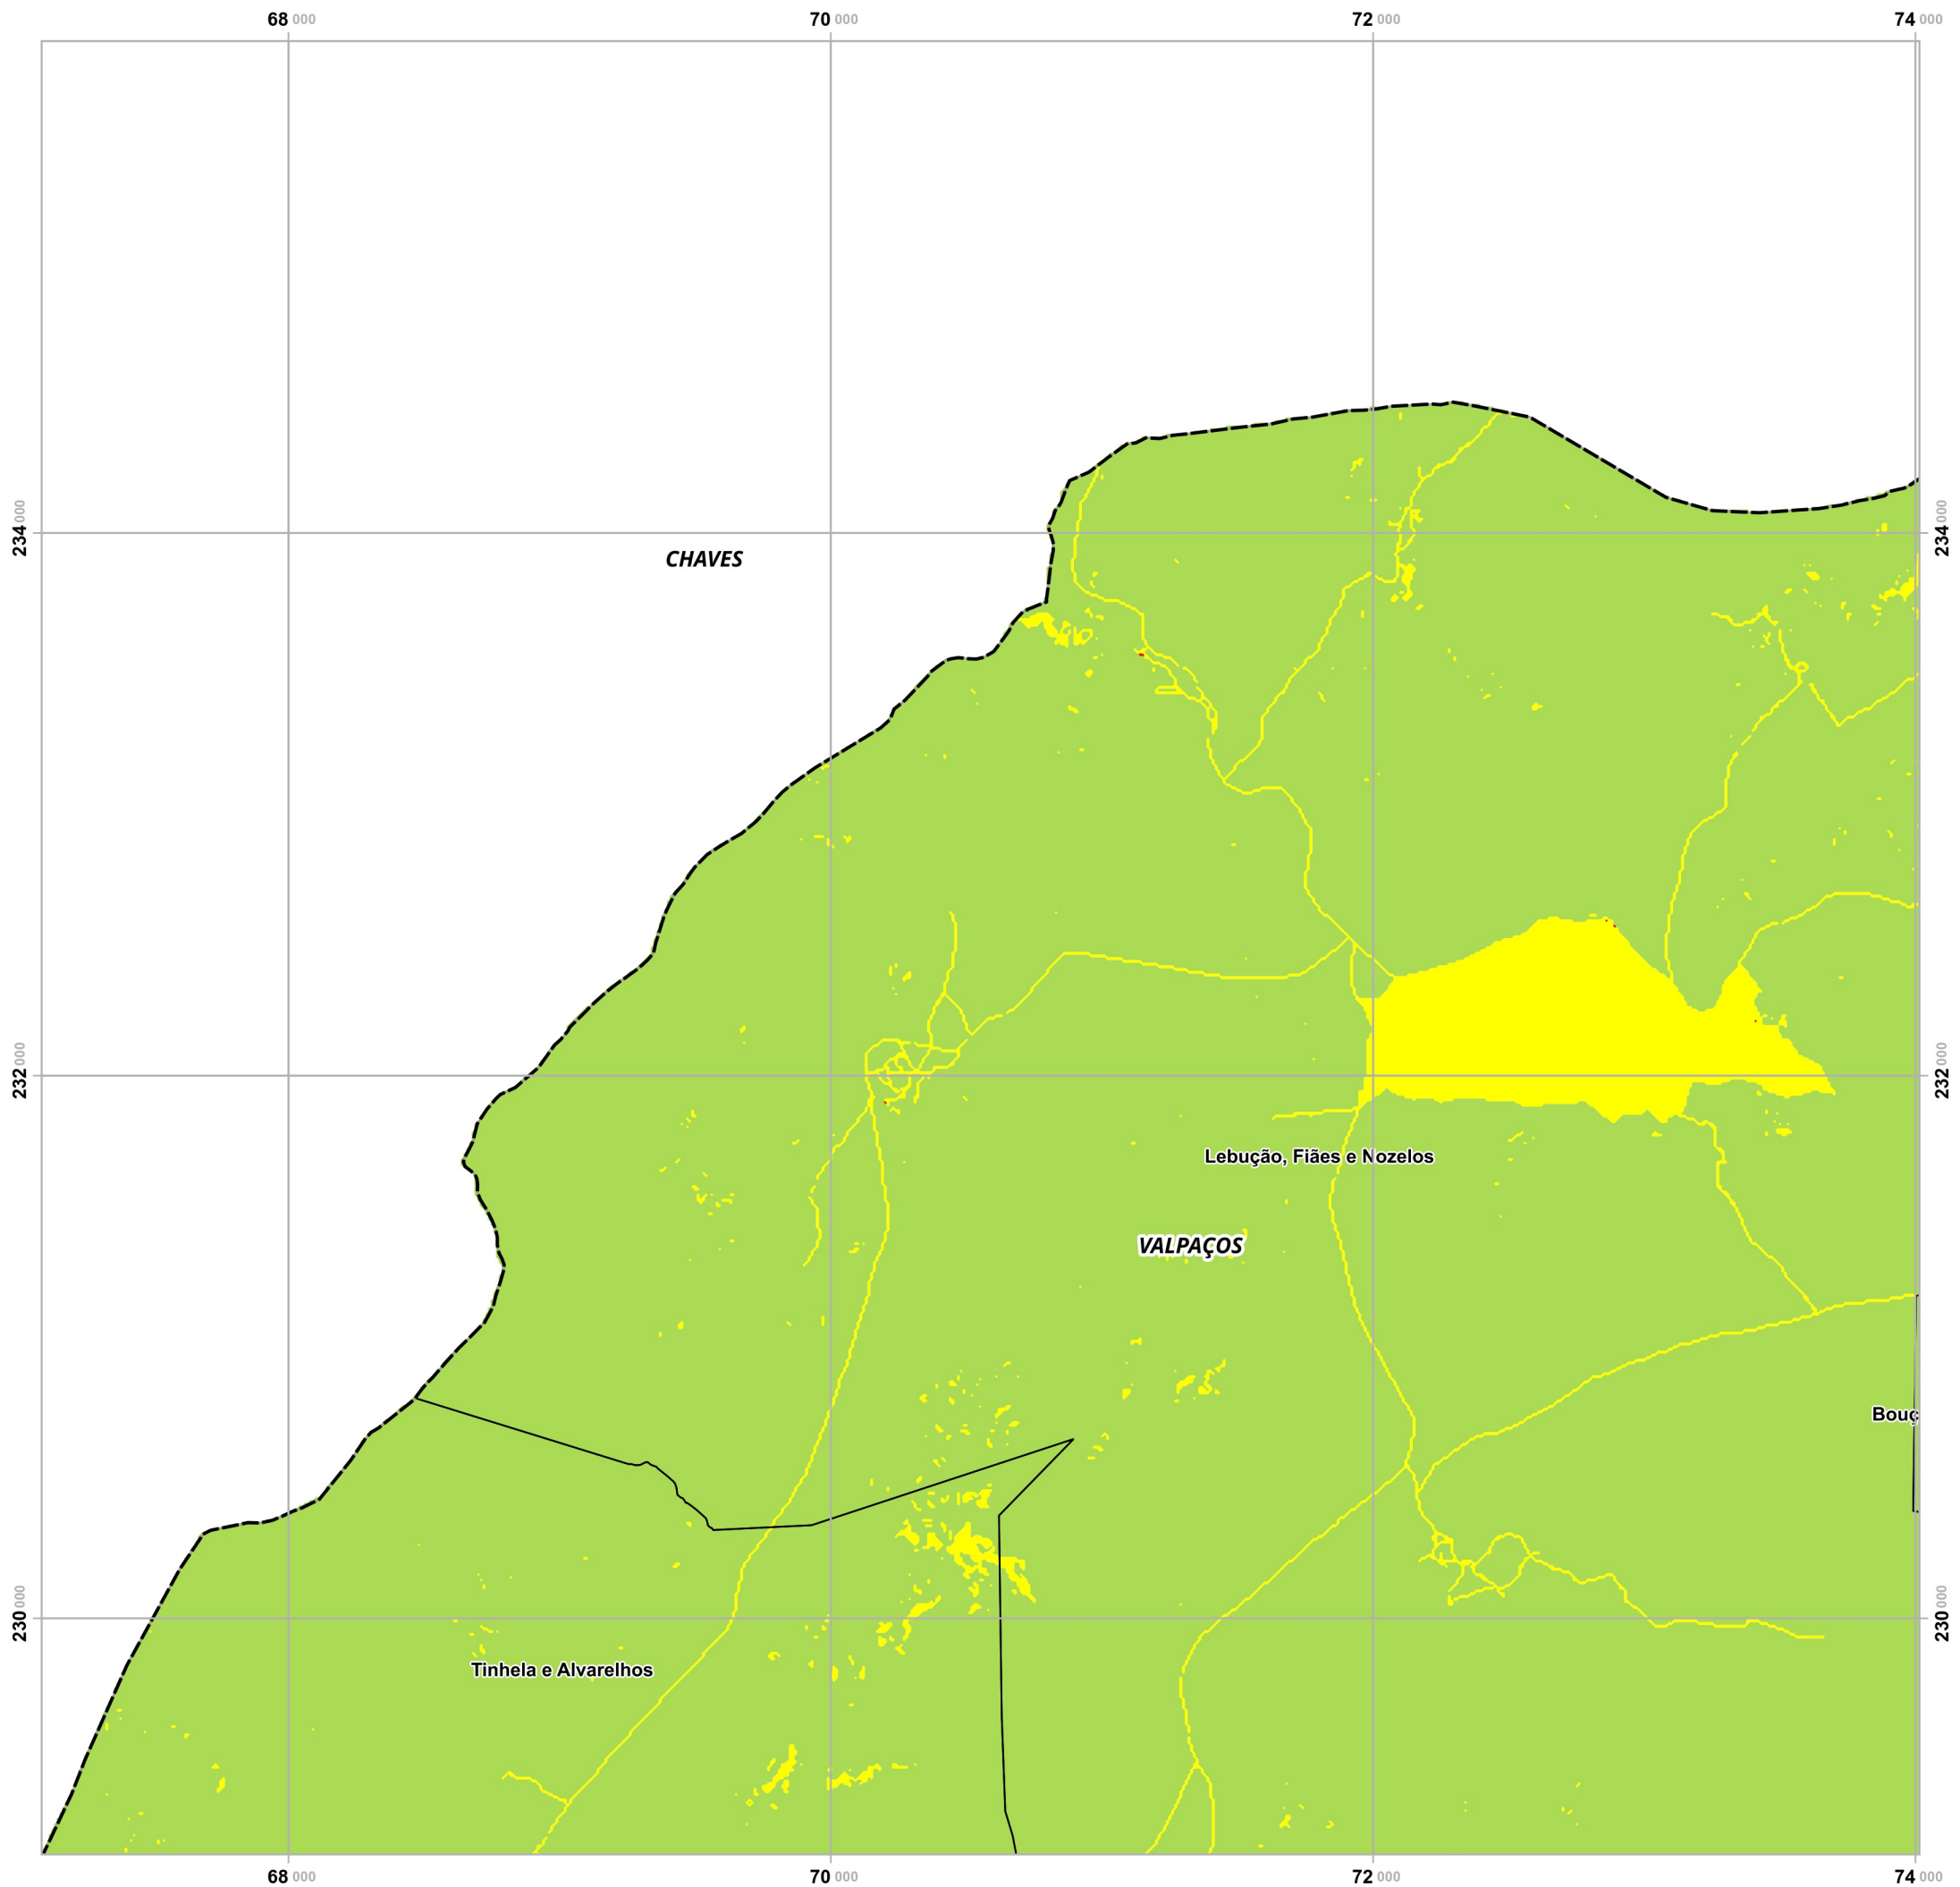 68 000 70 000 72 000 74 000
234 000 234 000
CHAVES
232 000 232 000
Lebução, Fiães e Nozelos
VALPAÇOS
Bouç
230 000 230 000
Tinhela e Alvarelhos
68 000 70 000 72 000 74 000